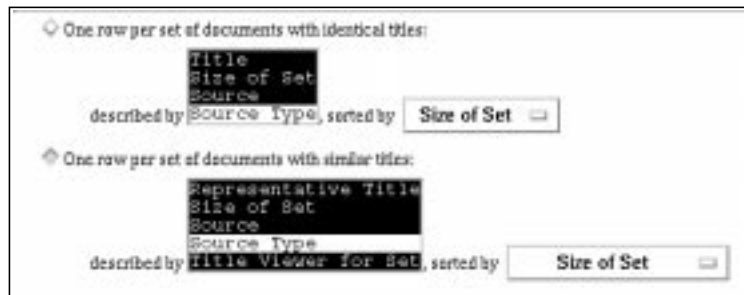 One row per set of documents with identical titles:
Title
Size of Set
Source
described by Source Type, sorted by Size of Set
One row per set of documents with similar titles:
Representative Title
Size of Set
Source
Source Type
described by Title Viewer for Set, sorted by Size of Set